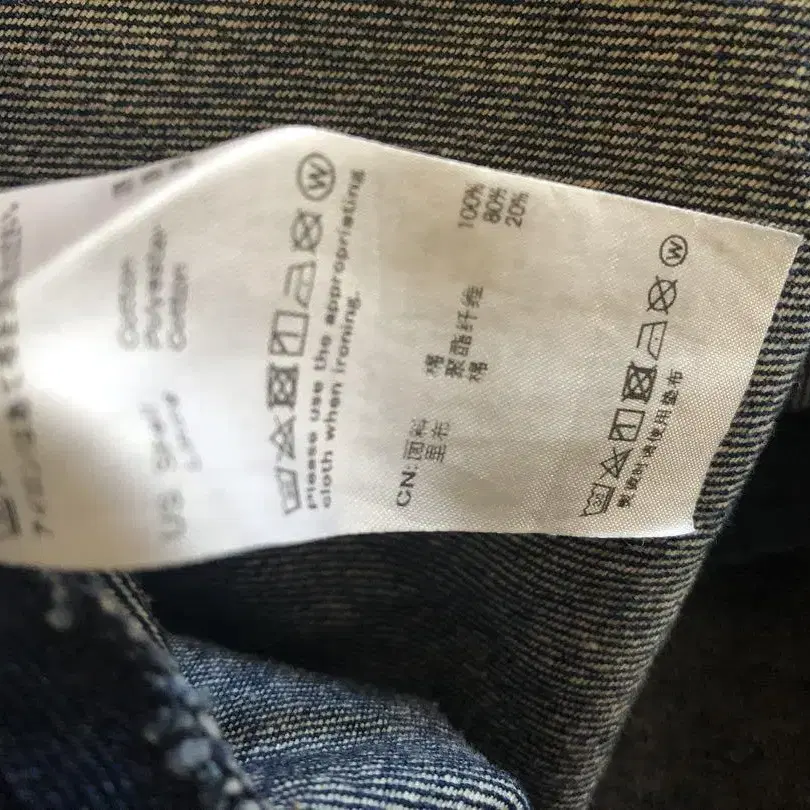 US Shell Cotton
Polyester
Cotton
W
Please use the appropriating
cloth when ironing.
CN:面料 棉 100%
里布 聚酯纤维 80%
棉 20%
W
熨烫时请使用垫布